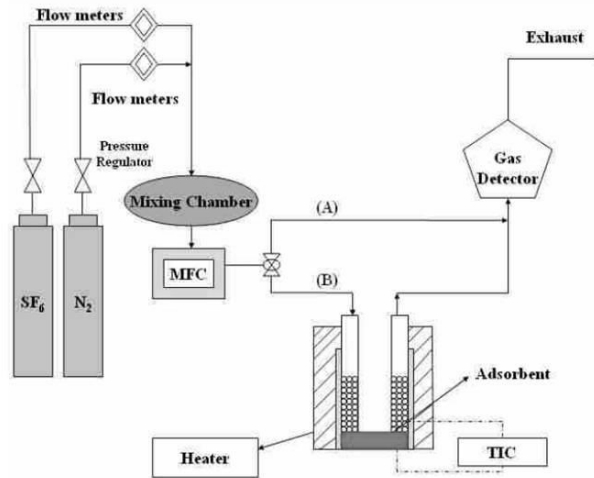 Flow meters
Exhaust
Flow meters
Pressure
Regulator
Gas
Detector
Mixing Chamber
(A)
MFC
(B)
SF₆
N₂
Adsorbent
Heater
TIC